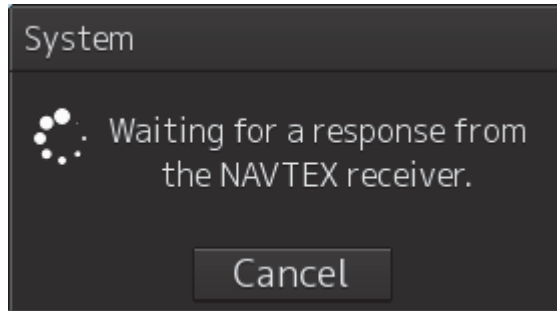 System
Waiting for a response from
the NAVTEX receiver.
Cancel